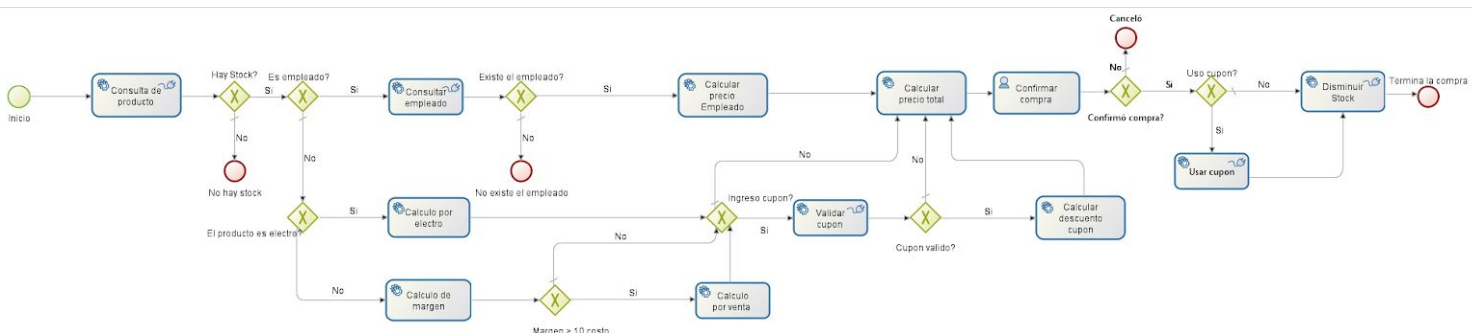 Canceló
No
Hay Stock?
Es empleado?
Existe el empleado?
Uso cupon?
Termina la compra
Inicio
Consulta de
producto
Si
Si
Consultar
empleado
Si
Calcular
precio
Empleado
Calcular
precio total
Confirmar
compra
Si
No
Disminuir
Stock
Confirmó compra?
No
No
No
Si
No hay stock
No existe el empleado
No
No
Usar cupon
Ingreso cupon?
El producto es electro?
Si
Calculo por
electro
Si
Validar
cupon
Si
Calcular
descuento
cupon
Cupon valido?
No
No
Calculo de
margen
Si
Calculo
por venta
Margen > 10 costo